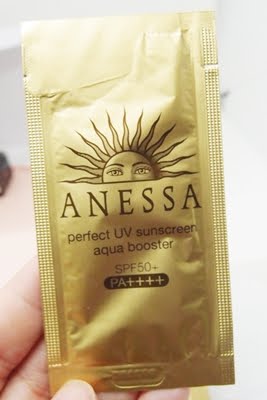 ANESSA
perfect UV sunscreen
aqua booster
SPF50+
PA++++